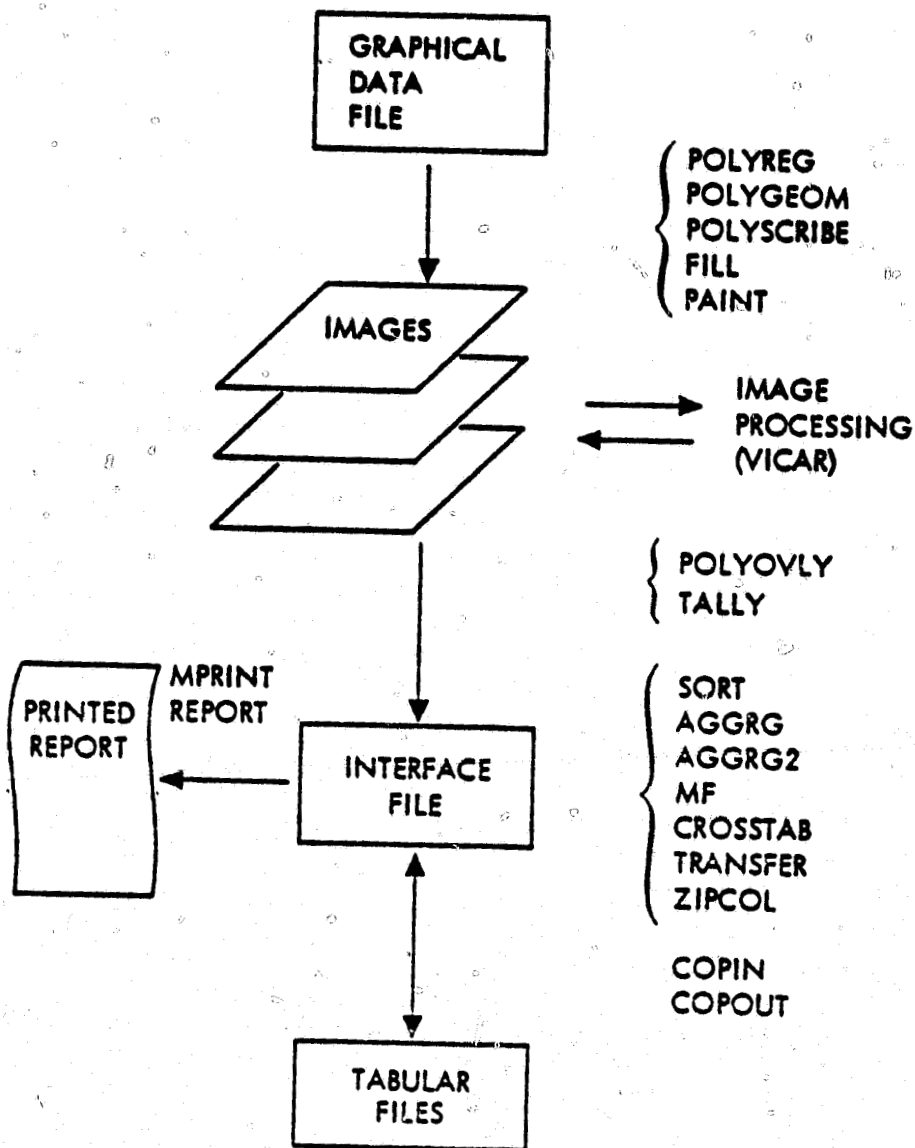 GRAPHICAL
DATA
FILE
POLYREG
POLYGEOM
POLYSCRIBE
FILL
PAINT
IMAGES
IMAGE
PROCESSING
(VICAR)
POLYOVLY
TALLY
MPRINT
REPORT
PRINTED
REPORT
INTERFACE
FILE
SORT
AGGRG
AGGRG2
MF
CROSSTAB
TRANSFER
ZIPCOL
COPIN
COPOUT
TABULAR
FILES